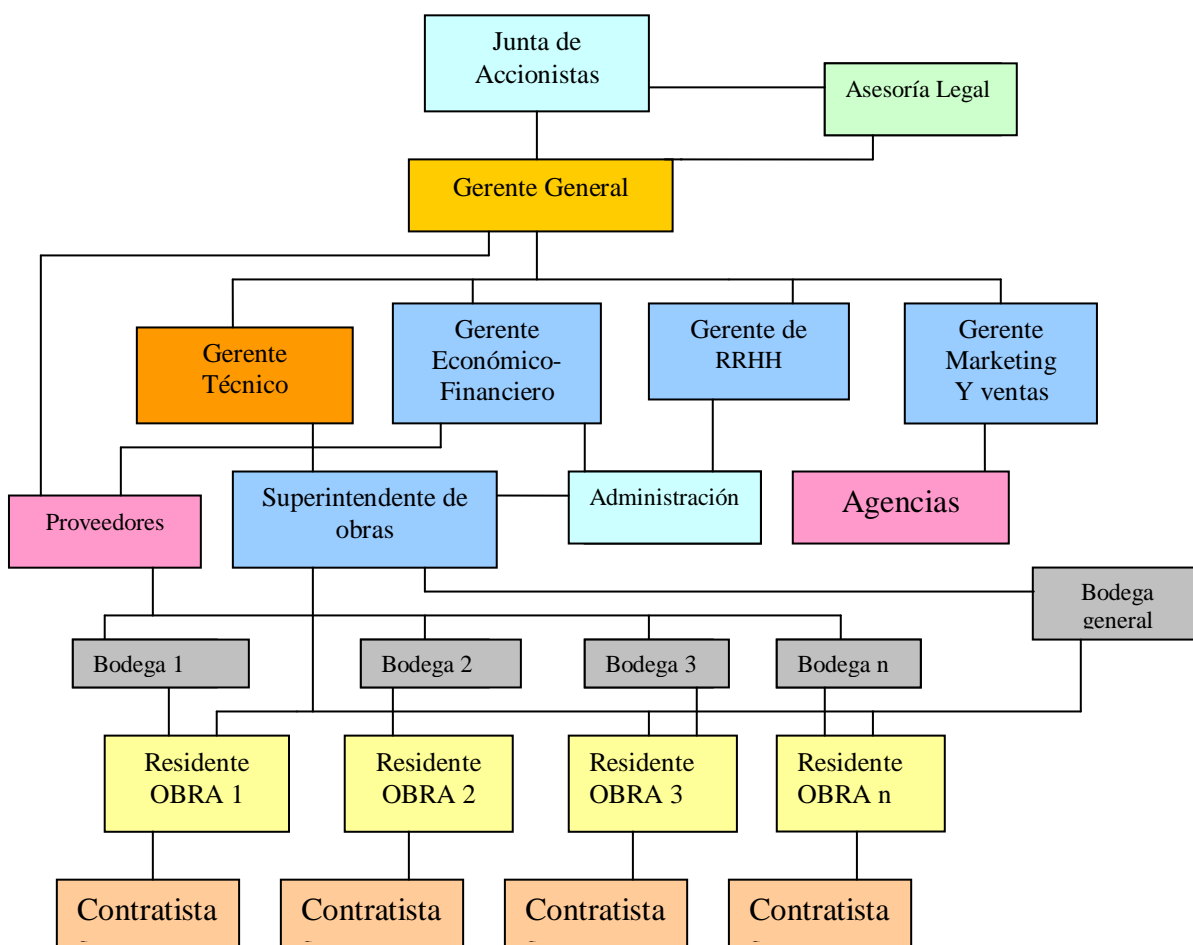 Junta de
Accionistas
Asesoría Legal
Gerente General
Gerente
Técnico
Gerente
Económico-
Financiero
Gerente de
RRHH
Gerente
Marketing
Y ventas
Proveedores
Superintendente de
obras
Administración
Agencias
Bodega
general
Bodega 1
Bodega 2
Bodega 3
Bodega n
Residente
OBRA 1
Residente
OBRA 2
Residente
OBRA 3
Residente
OBRA n
Contratista
Contratista
Contratista
Contratista